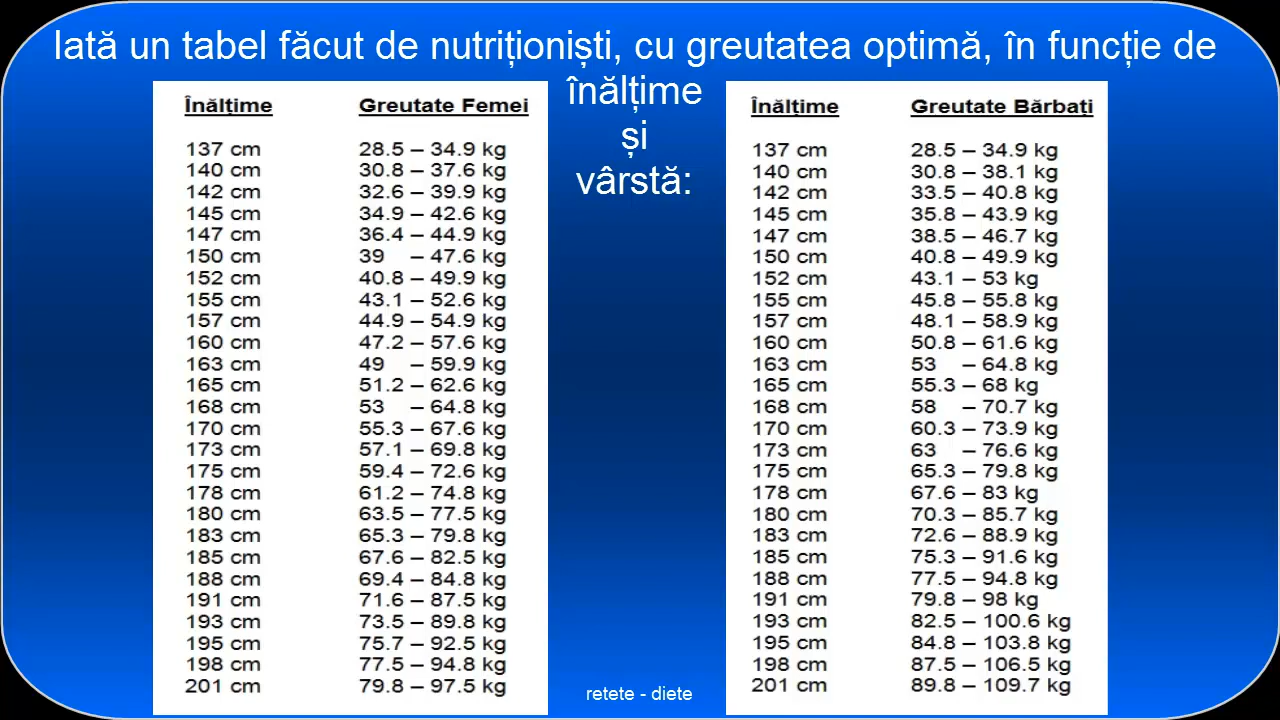 Iată un tabel făcut de nutriționiști, cu greutatea optimă, în funcție de
înălțime
și
vârstă:
Înălțime Greutate Femei
137 cm 28.5 – 34.9 kg
140 cm 30.8 – 37.6 kg
142 cm 32.6 – 39.9 kg
145 cm 34.9 – 42.6 kg
147 cm 36.4 – 44.9 kg
150 cm 39 – 47.6 kg
152 cm 40.8 – 49.9 kg
155 cm 43.1 – 52.6 kg
157 cm 44.9 – 54.9 kg
160 cm 47.2 – 57.6 kg
163 cm 49 – 59.9 kg
165 cm 51.2 – 62.6 kg
168 cm 53 – 64.8 kg
170 cm 55.3 – 67.6 kg
173 cm 57.1 – 69.8 kg
175 cm 59.4 – 72.6 kg
178 cm 61.2 – 74.8 kg
180 cm 63.5 – 77.5 kg
183 cm 65.3 – 79.8 kg
185 cm 67.6 – 82.5 kg
188 cm 69.4 – 84.8 kg
191 cm 71.6 – 87.5 kg
193 cm 73.5 – 89.8 kg
195 cm 75.7 – 92.5 kg
198 cm 77.5 – 94.8 kg
201 cm 79.8 – 97.5 kg
Înălțime Greutate Bărbați
137 cm 28.5 – 34.9 kg
140 cm 30.8 – 38.1 kg
142 cm 33.5 – 40.8 kg
145 cm 35.8 – 43.9 kg
147 cm 38.5 – 46.7 kg
150 cm 40.8 – 49.9 kg
152 cm 43.1 – 53 kg
155 cm 45.8 – 55.8 kg
157 cm 48.1 – 58.9 kg
160 cm 50.8 – 61.6 kg
163 cm 53 – 64.8 kg
165 cm 55.3 – 68 kg
168 cm 58 – 70.7 kg
170 cm 60.3 – 73.9 kg
173 cm 63 – 76.6 kg
175 cm 65.3 – 79.8 kg
178 cm 67.6 – 83 kg
180 cm 70.3 – 85.7 kg
183 cm 72.6 – 88.9 kg
185 cm 75.3 – 91.6 kg
188 cm 77.5 – 94.8 kg
191 cm 79.8 – 98 kg
193 cm 82.5 – 100.6 kg
195 cm 84.8 – 103.8 kg
198 cm 87.5 – 106.5 kg
201 cm 89.8 – 109.7 kg
retete - diete